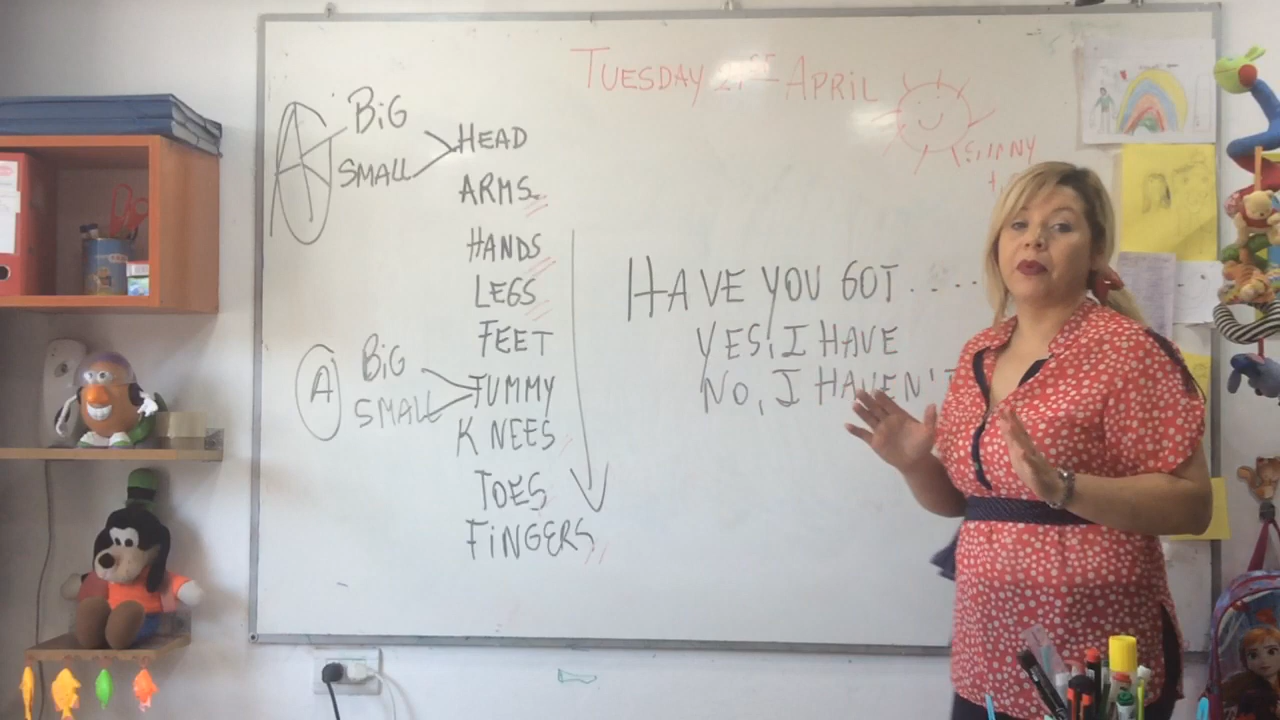 TUESDAY 21ST APRIL
SUNNY
A BiG
SMALL
HEAD
ARMS
HANDS
LEGS
FEET
A BiG
SMALL
TUMMY
KNEES
TOES
FiNGERS
HAVE YOU GOT.....
YES, I HAVE
NO, I HAVEN'T